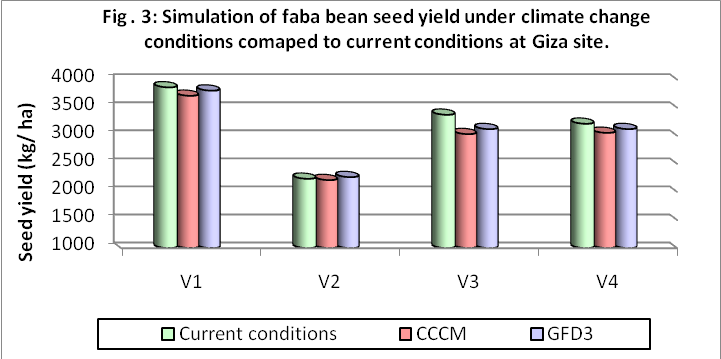 Fig . 3: Simulation of faba bean seed yield under climate change
conditions comaped to current conditions at Giza site.
Seed yield (kg/ ha)
4000
3500
3000
2500
2000
1500
1000
V1 V2 V3 V4
Current conditions CCCM GFD3